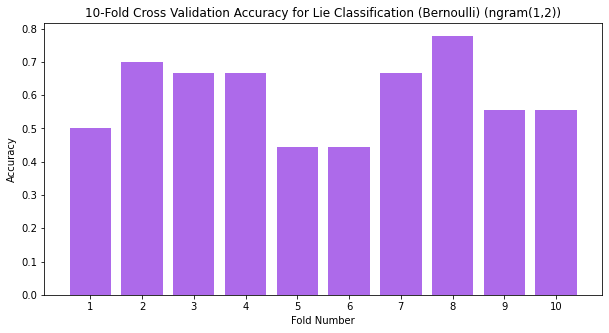 10-Fold Cross Validation Accuracy for Lie Classification (Bernoulli) (ngram(1,2))
0.8
0.7
0.6
0.5
0.4
0.3
0.2
0.1
0.0
Accuracy
1 2 3 4 5 6 7 8 9 10
Fold Number